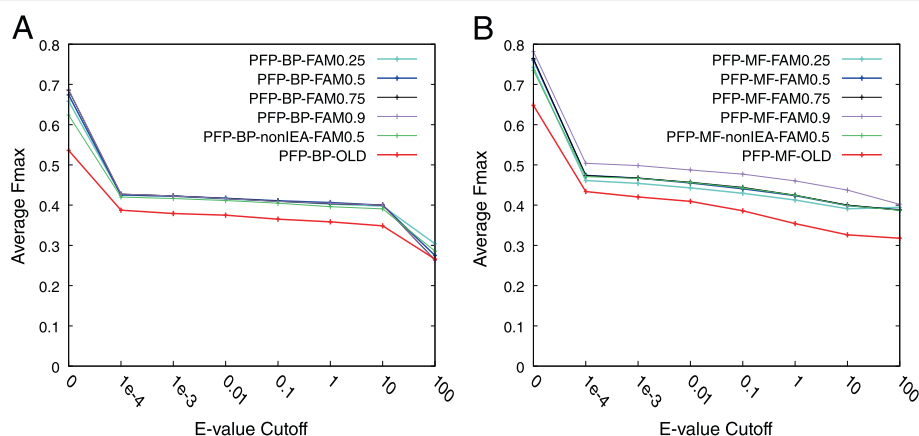 A
0.8
0.7
0.6
0.5
0.4
0.3
0.2
0.1
0
Average Fmax
PFP-BP-FAM0.25
PFP-BP-FAM0.5
PFP-BP-FAM0.75
PFP-BP-FAM0.9
PFP-BP-nonIEA-FAM0.5
PFP-BP-OLD
0 1e-4 1e-3 0.01 0.1 1 10 100
E-value Cutoff
B
0.8
0.7
0.6
0.5
0.4
0.3
0.2
0.1
0
Average Fmax
PFP-MF-FAM0.25
PFP-MF-FAM0.5
PFP-MF-FAM0.75
PFP-MF-FAM0.9
PFP-MF-nonIEA-FAM0.5
PFP-MF-OLD
0 1e-4 1e-3 0.01 0.1 1 10 100
E-value Cutoff